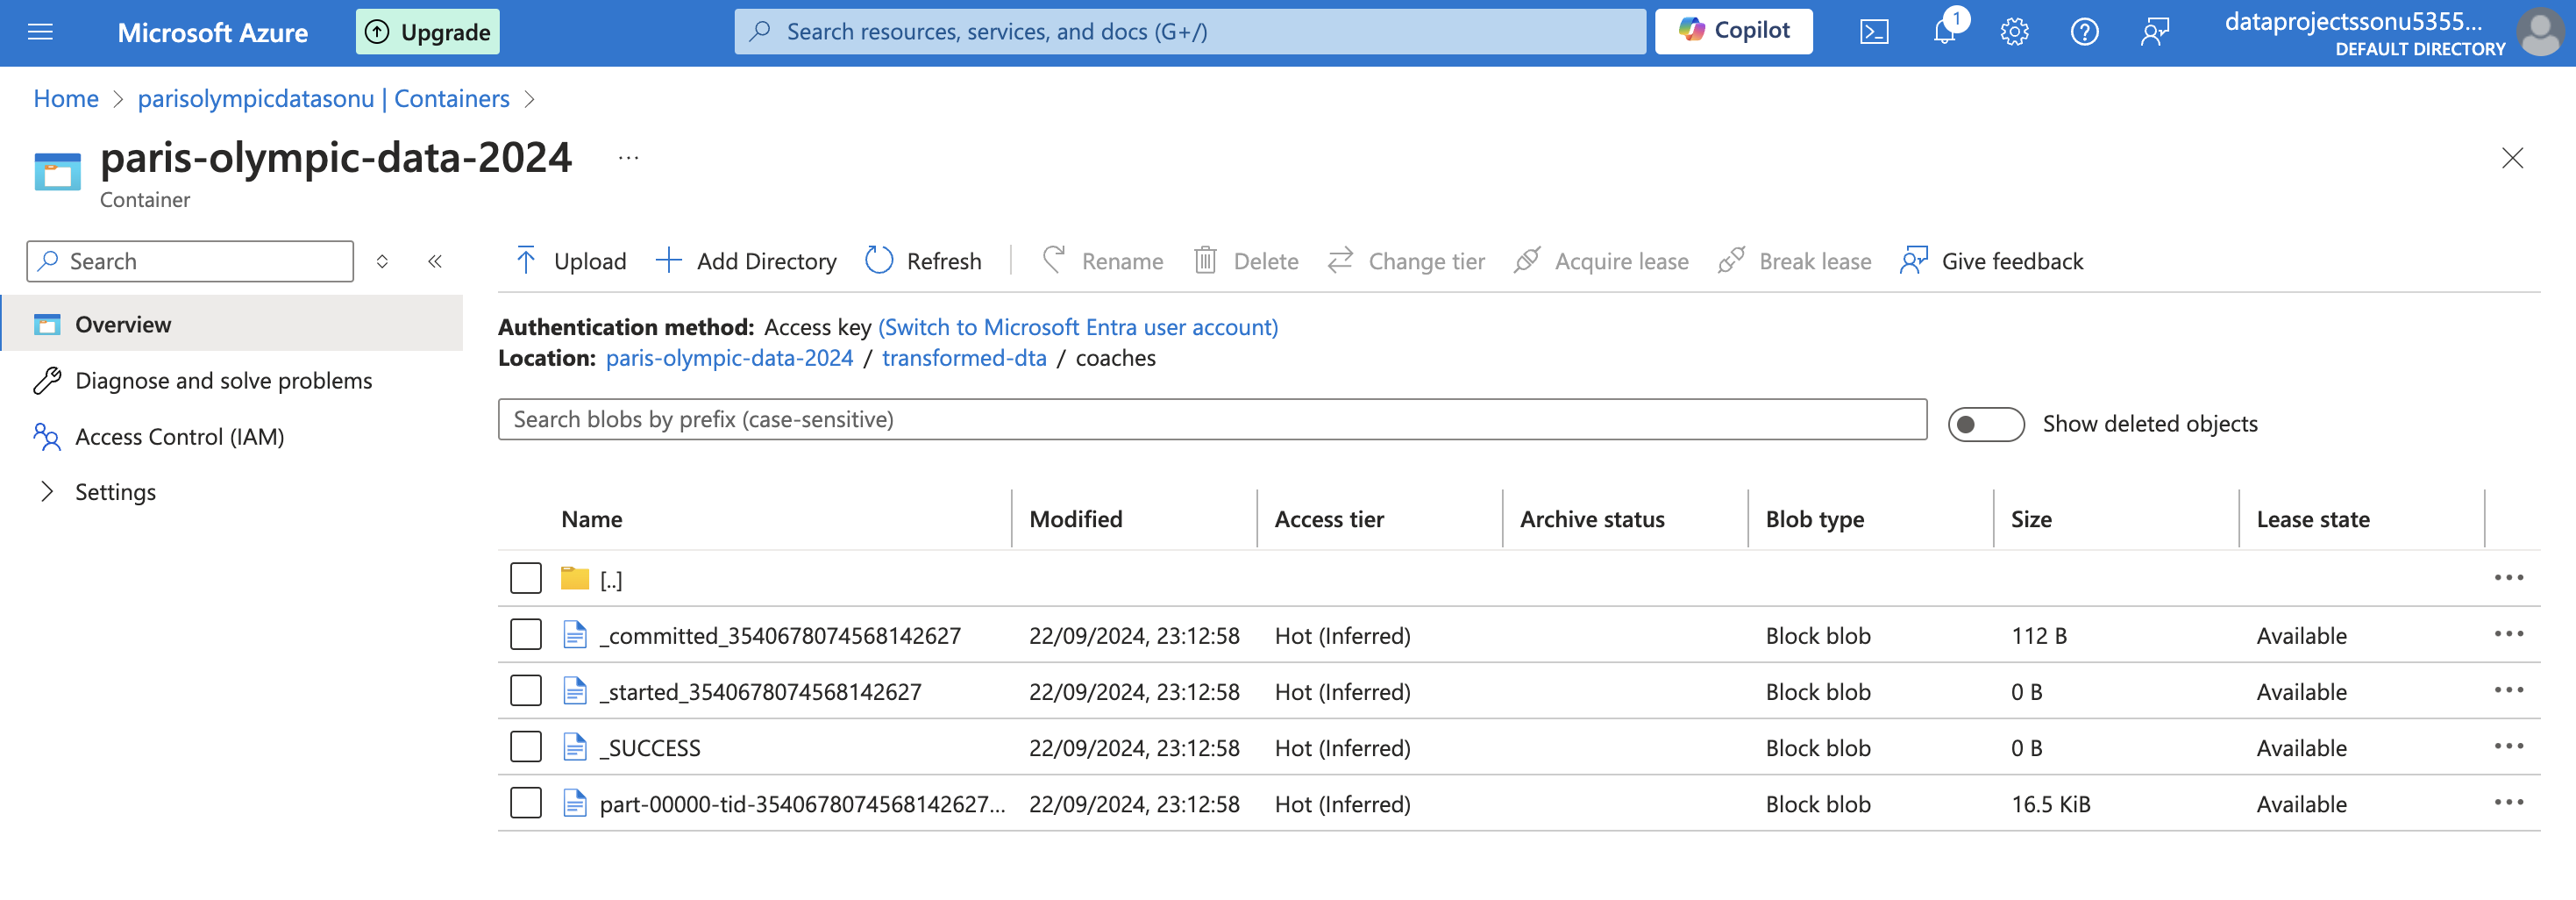 Microsoft Azure
Upgrade
Search resources, services, and docs (G+/)
Copilot
1
dataprojectssonu5355...
DEFAULT DIRECTORY
Home > parisolympicdatasonu | Containers >
paris-olympic-data-2024 ...
Container
Search
Overview
Diagnose and solve problems
Access Control (IAM)
Settings
Upload Add Directory Refresh Rename Delete Change tier Acquire lease Break lease Give feedback
Authentication method: Access key (Switch to Microsoft Entra user account)
Location: paris-olympic-data-2024 / transformed-dta / coaches
Search blobs by prefix (case-sensitive)
Show deleted objects
Name Modified Access tier Archive status Blob type Size Lease state
[..]
_committed_3540678074568142627 22/09/2024, 23:12:58 Hot (Inferred) Block blob 112 B Available
_started_3540678074568142627 22/09/2024, 23:12:58 Hot (Inferred) Block blob 0 B Available
_SUCCESS 22/09/2024, 23:12:58 Hot (Inferred) Block blob 0 B Available
part-00000-tid-3540678074568142627... 22/09/2024, 23:12:58 Hot (Inferred) Block blob 16.5 KiB Available